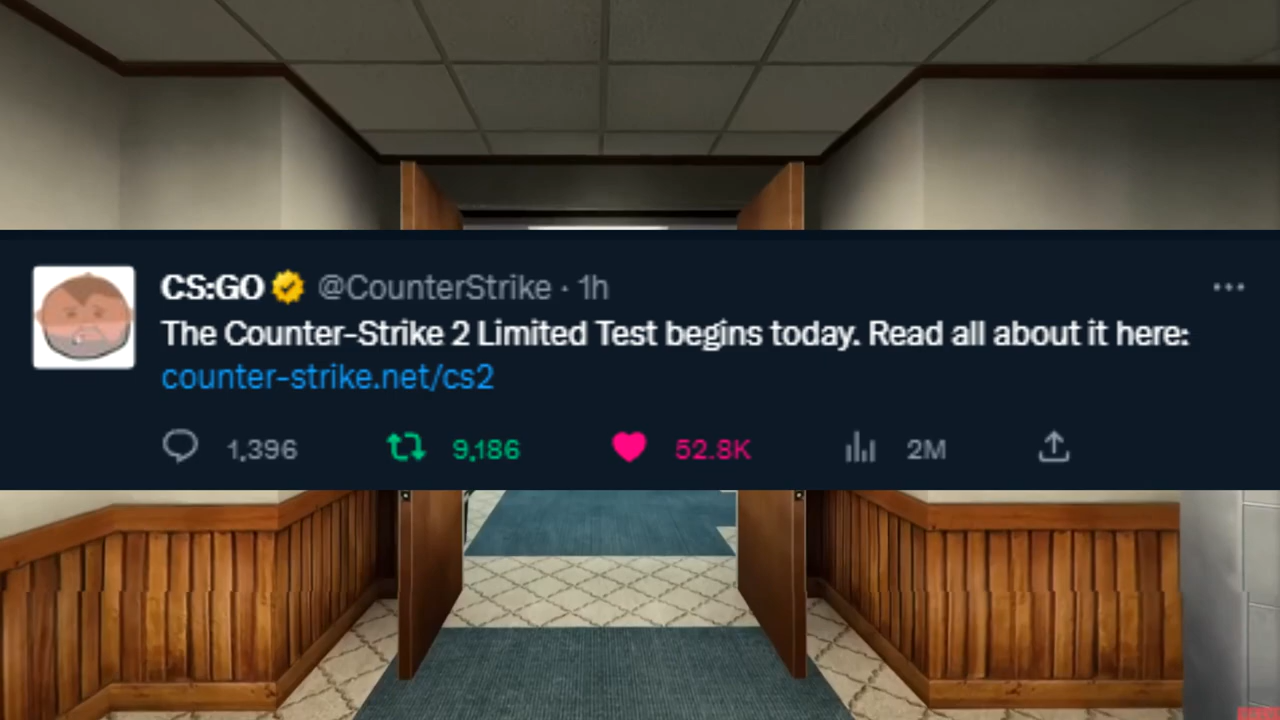 CS:GO @CounterStrike · 1h
The Counter-Strike 2 Limited Test begins today. Read all about it here:
counter-strike.net/cs2
1,396 9,186 52.8K 2M